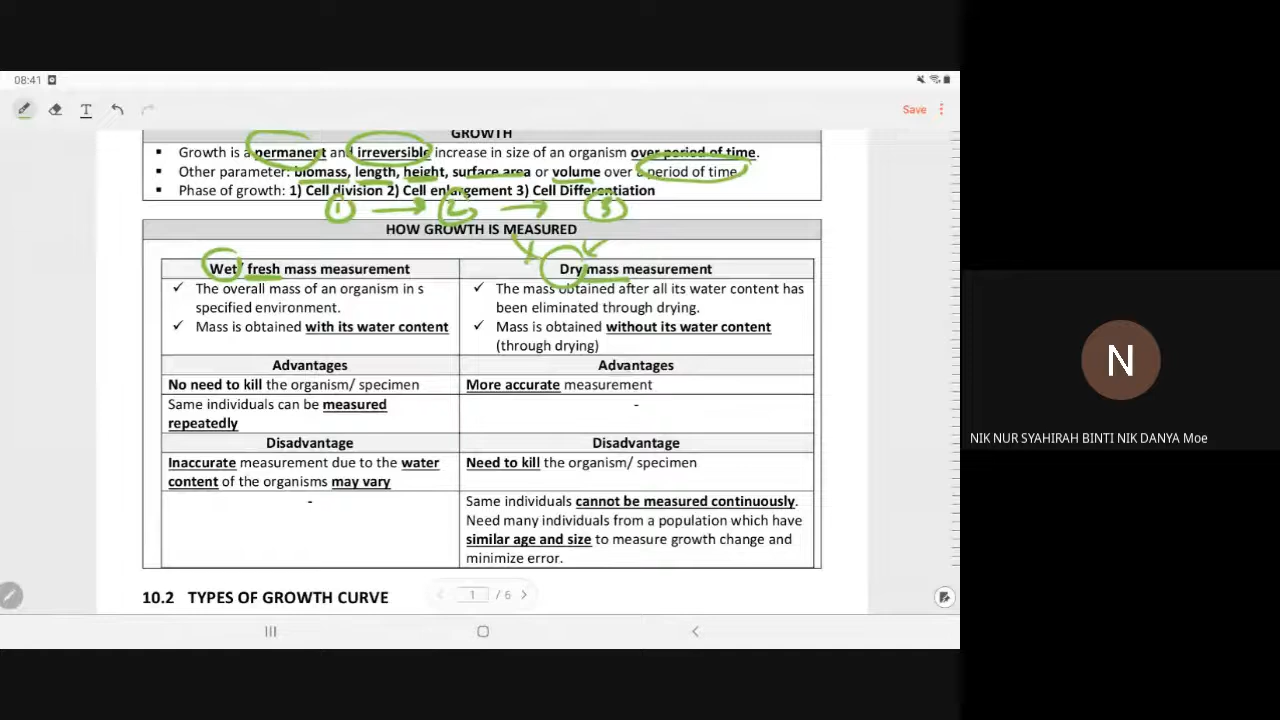 08:41
T
Save
GROWTH
▪ Growth is a permanent and irreversible increase in size of an organism over period of time.
▪ Other parameter: biomass, length, height, surface area or volume over a period of time
▪ Phase of growth: 1) Cell division 2) Cell enlargement 3) Cell Differentiation
1 → 2 → 3
HOW GROWTH IS MEASURED
Wet/ fresh mass measurement
✓ The overall mass of an organism in s
specified environment.
✓ Mass is obtained with its water content
Dry mass measurement
✓ The mass obtained after all its water content has
been eliminated through drying.
✓ Mass is obtained without its water content
(through drying)
Advantages
Advantages
No need to kill the organism/ specimen
More accurate measurement
Same individuals can be measured
repeatedly
-
Disadvantage
Disadvantage
Inaccurate measurement due to the water
content of the organisms may vary
Need to kill the organism/ specimen
-
Same individuals cannot be measured continuously.
Need many individuals from a population which have
similar age and size to measure growth change and
minimize error.
10.2 TYPES OF GROWTH CURVE
1 / 6
N
NIK NUR SYAHIRAH BINTI NIK DANYA Moe